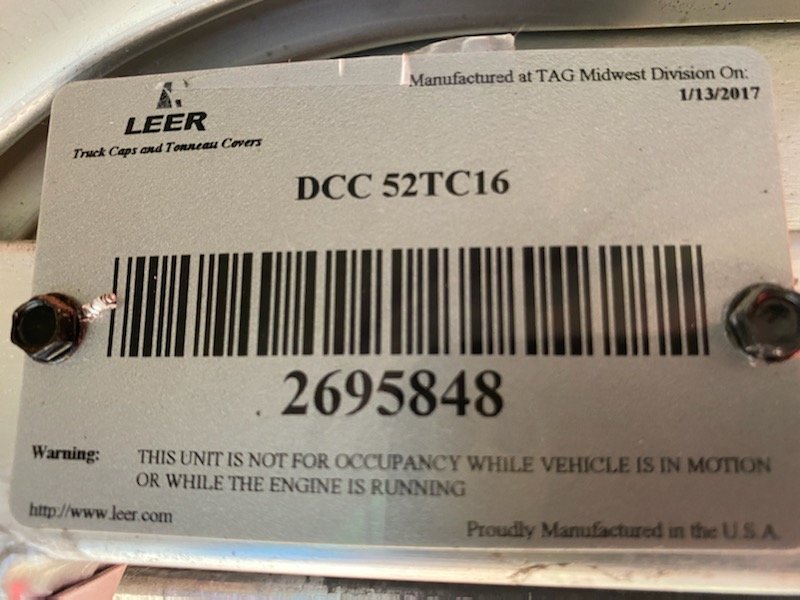 Manufactured at TAG Midwest Division On:
1/13/2017
LEER
Truck Caps and Tonneau Covers
DCC 52TC16
2695848
Warning: THIS UNIT IS NOT FOR OCCUPANCY WHILE VEHICLE IS IN MOTION
OR WHILE THE ENGINE IS RUNNING
http://www.leer.com
Proudly Manufactured in the U.S.A.